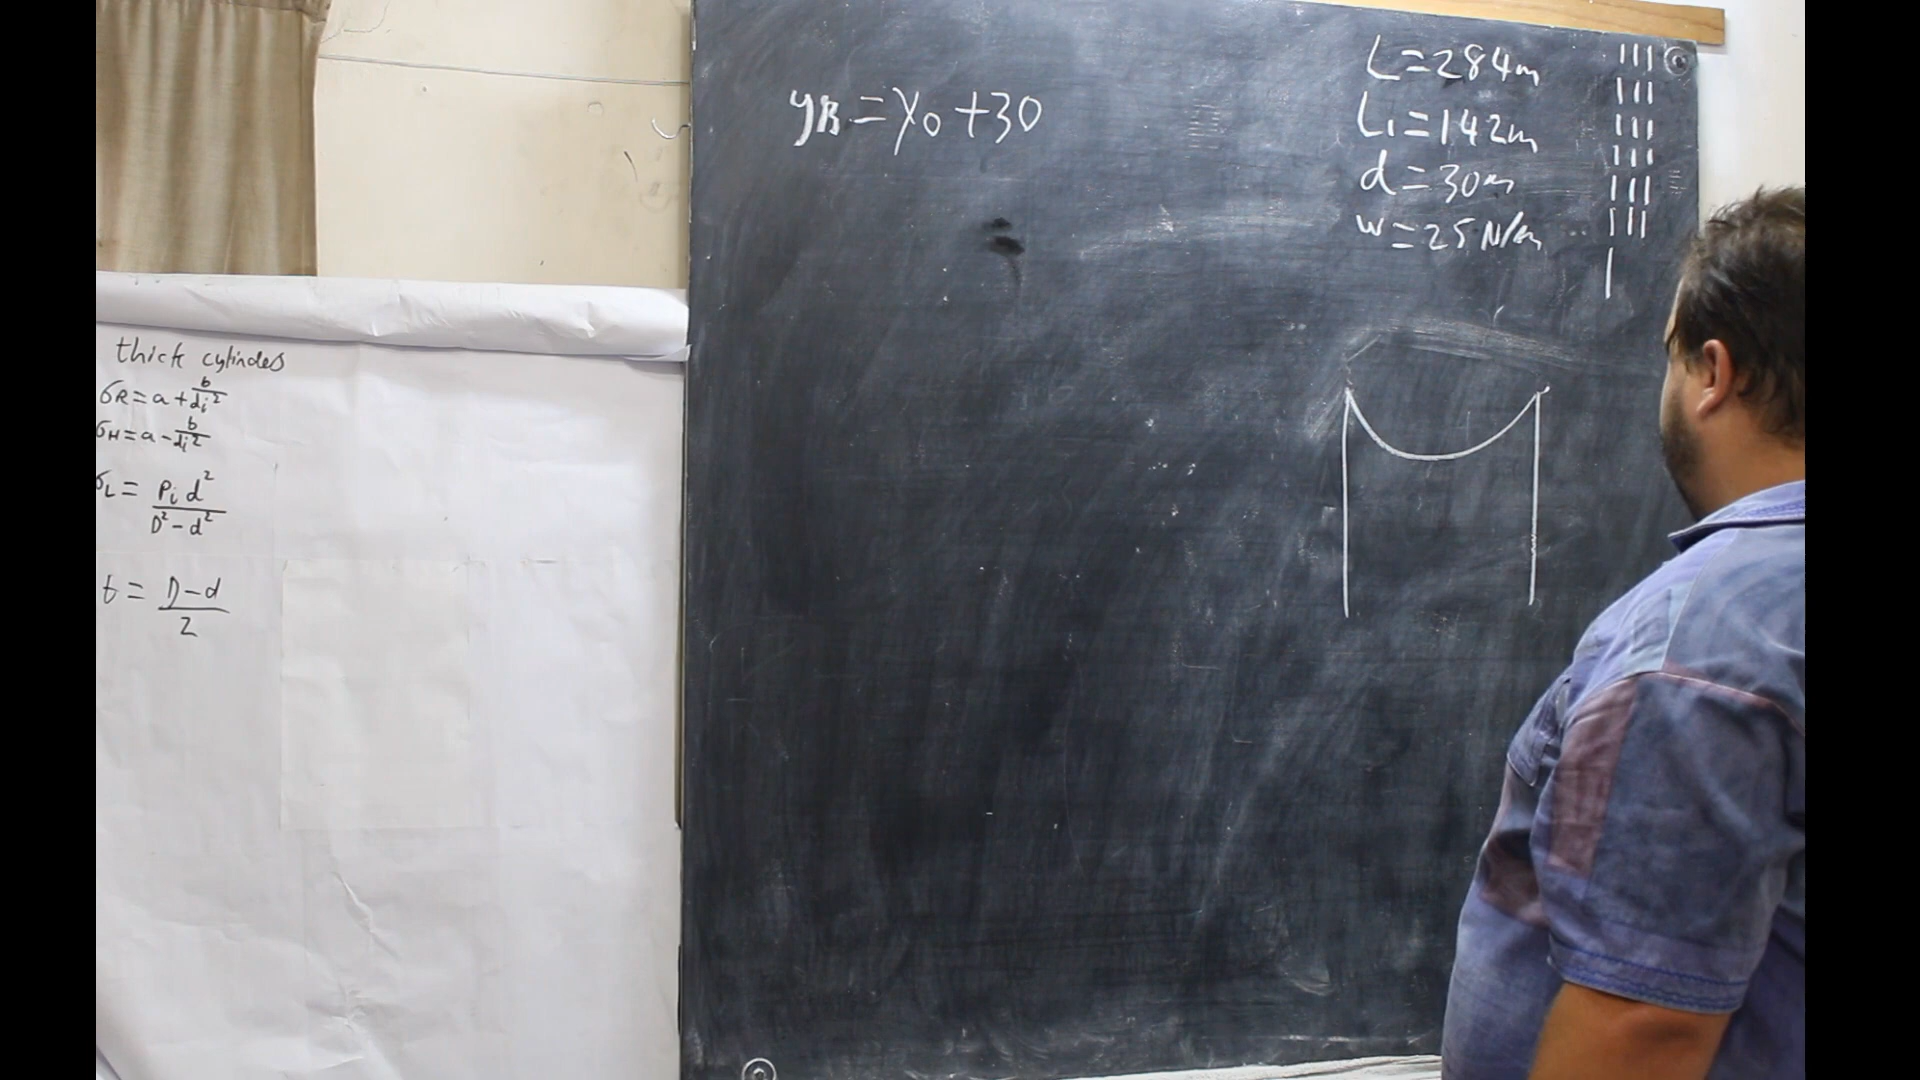 thick cylindes
σR = a + b/di²
σH = a - b/di²
σL = Pi d² / D² - d²
t = D - d / 2
yB = y0 + 30
L = 284m
L1 = 142m
d = 30m
w = 25 N/m